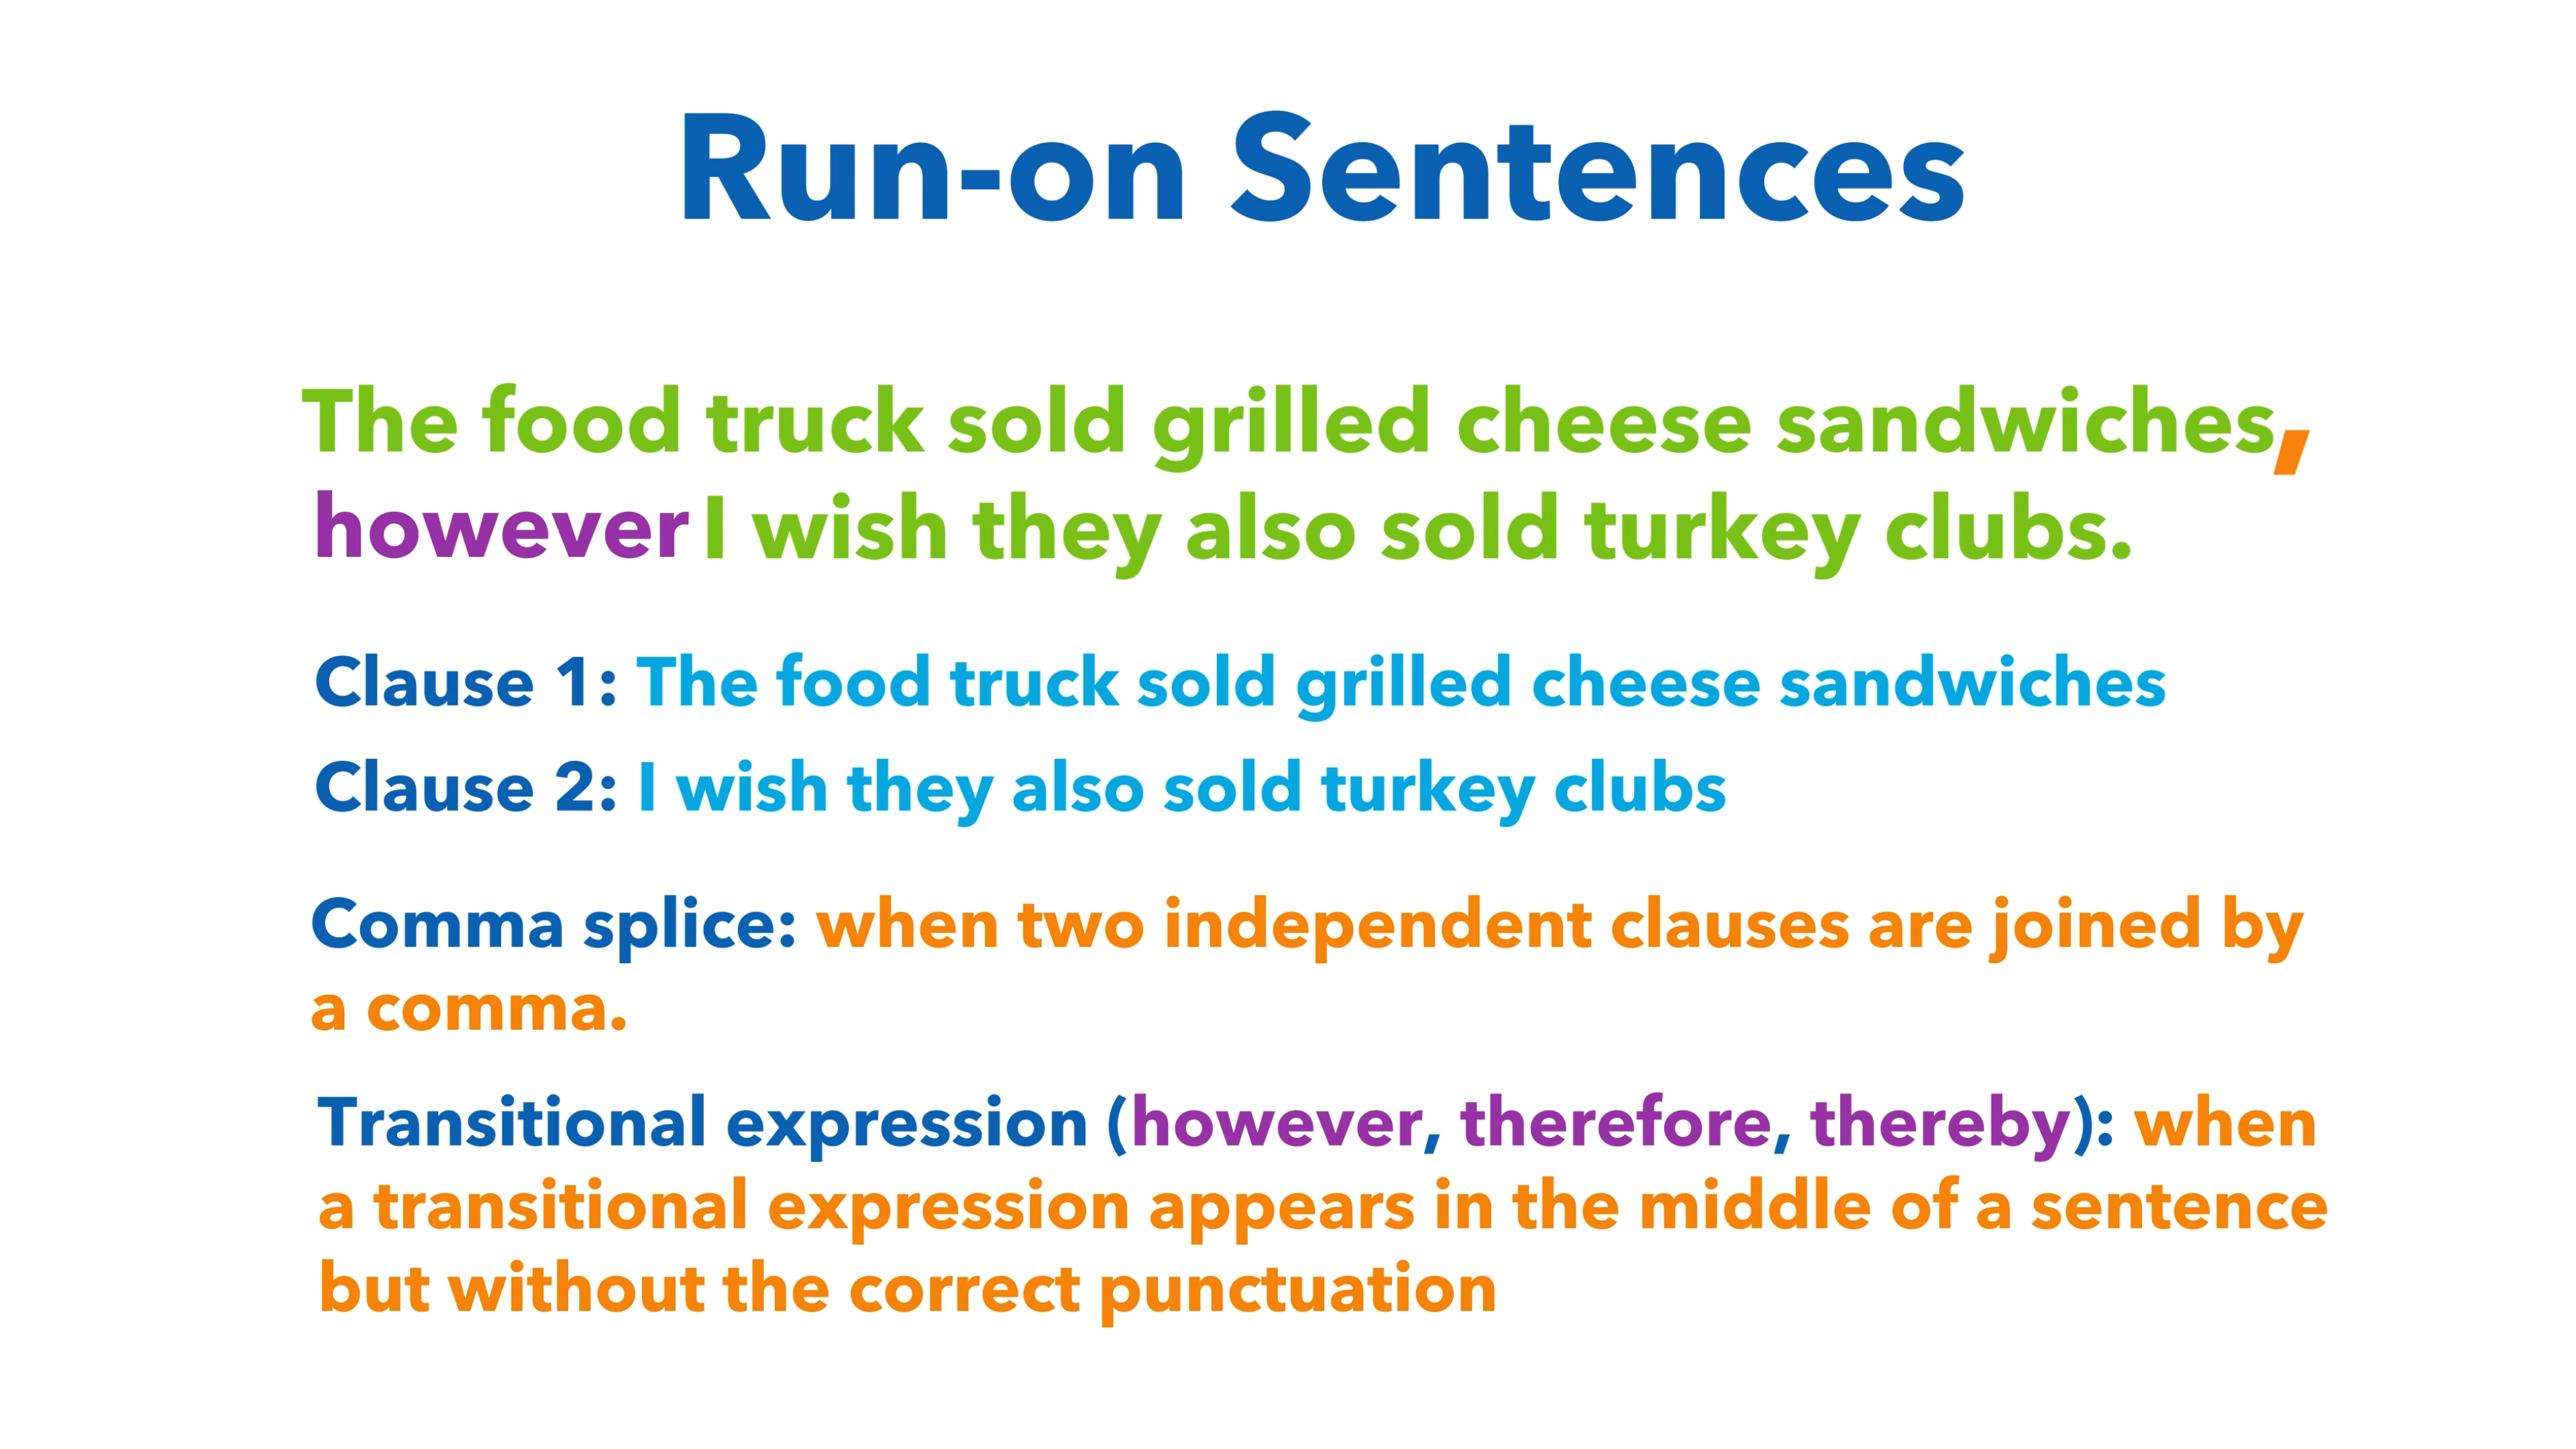 Run-on Sentences
The food truck sold grilled cheese sandwiches,
however I wish they also sold turkey clubs.
Clause 1: The food truck sold grilled cheese sandwiches
Clause 2: I wish they also sold turkey clubs
Comma splice: when two independent clauses are joined by
a comma.
Transitional expression (however, therefore, thereby): when
a transitional expression appears in the middle of a sentence
but without the correct punctuation